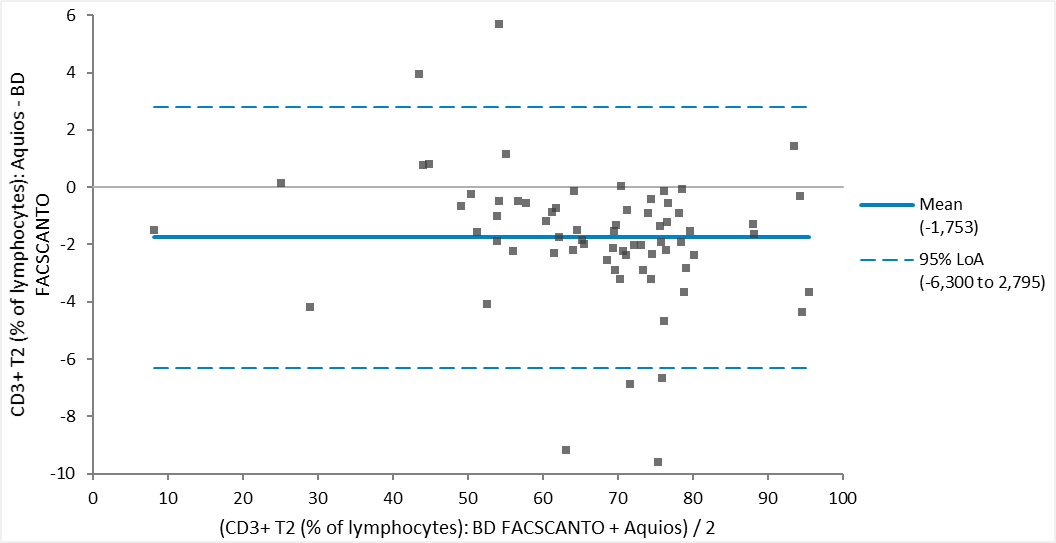 CD3+ T2 (% of lymphocytes): Aquios - BD
FACSCANTO
6
4
2
0
-2
-4
-6
-8
-10
0 10 20 30 40 50 60 70 80 90 100
(CD3+ T2 (% of lymphocytes): BD FACSCANTO + Aquios) / 2
Mean
(-1,753)
95% LoA
(-6,300 to 2,795)